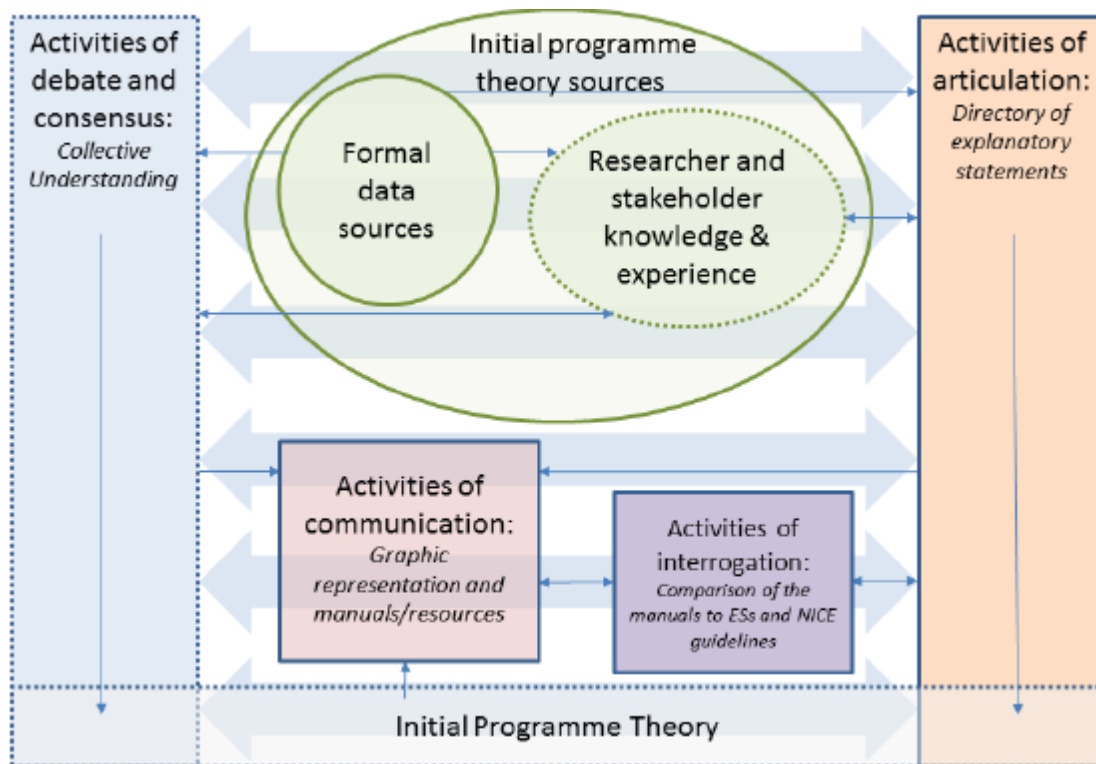 Activities of
debate and
consensus:
Collective
Understanding
Initial programme
theory sources
Formal
data
sources
Researcher and
stakeholder
knowledge &
experience
Activities of
articulation:
Directory of
explanatory
statements
Activities of
communication:
Graphic
representation and
manuals/resources
Activities of
interrogation:
Comparison of the
manuals to ESs and NICE
guidelines
Initial Programme Theory